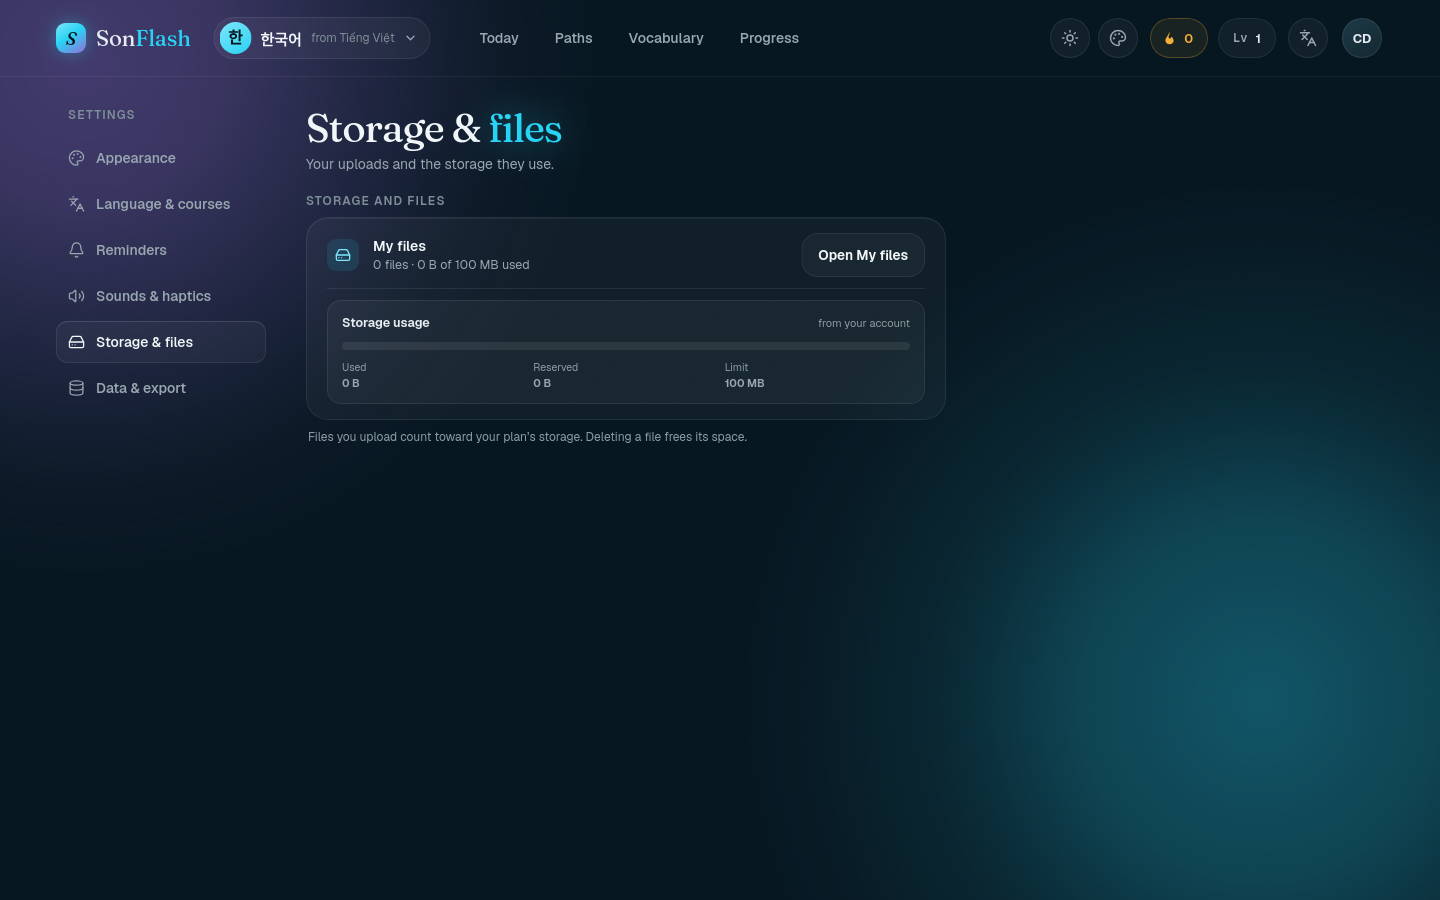 S SonFlash
한 한국어 from Tiếng Việt
Today Paths Vocabulary Progress
0
Lv 1
CD
SETTINGS
Appearance
Language & courses
Reminders
Sounds & haptics
Storage & files
Data & export
Storage & files
Your uploads and the storage they use.
STORAGE AND FILES
My files
0 files · 0 B of 100 MB used
Open My files
Storage usage
from your account
Used Reserved Limit
0 B 0 B 100 MB
Files you upload count toward your plan's storage. Deleting a file frees its space.